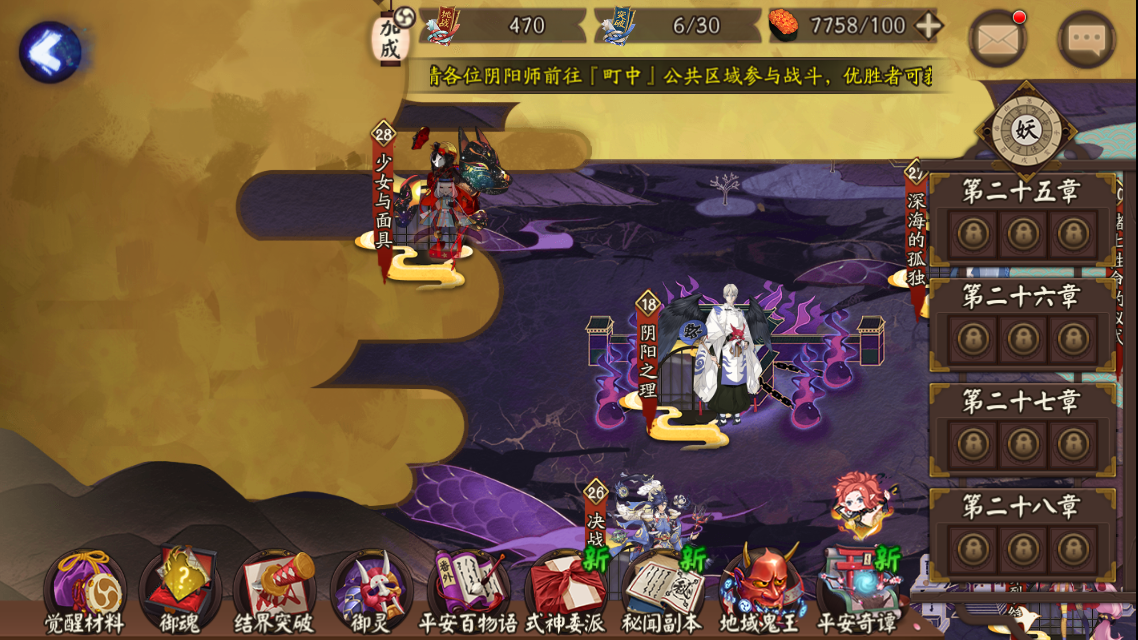 加成
470
6/30
7758/100
请各位阴阳师前往『町中』公共区域参与战斗，优胜者可获
妖
28
少女与面具
深海的孤独
第二十五章
第二十六章
第二十七章
第二十八章
18
阴阳之理
26
决战
新
新
新
觉醒材料
御魂
结界突破
御灵
平安百物语
式神委派
秘闻副本
地域鬼王
平安奇谭